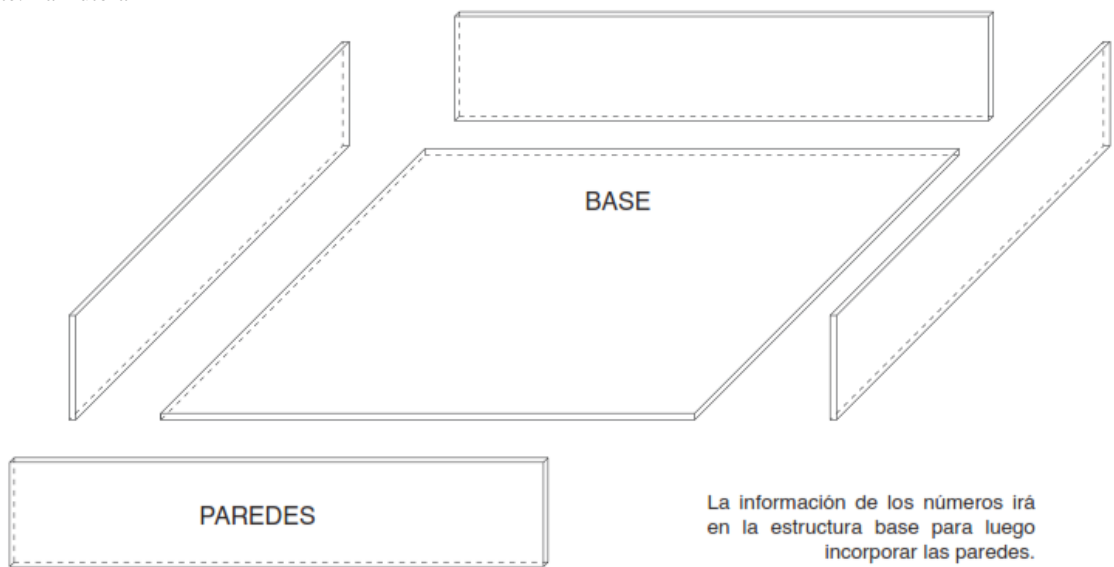 BASE
PAREDES
La información de los números irá
en la estructura base para luego
incorporar las paredes.